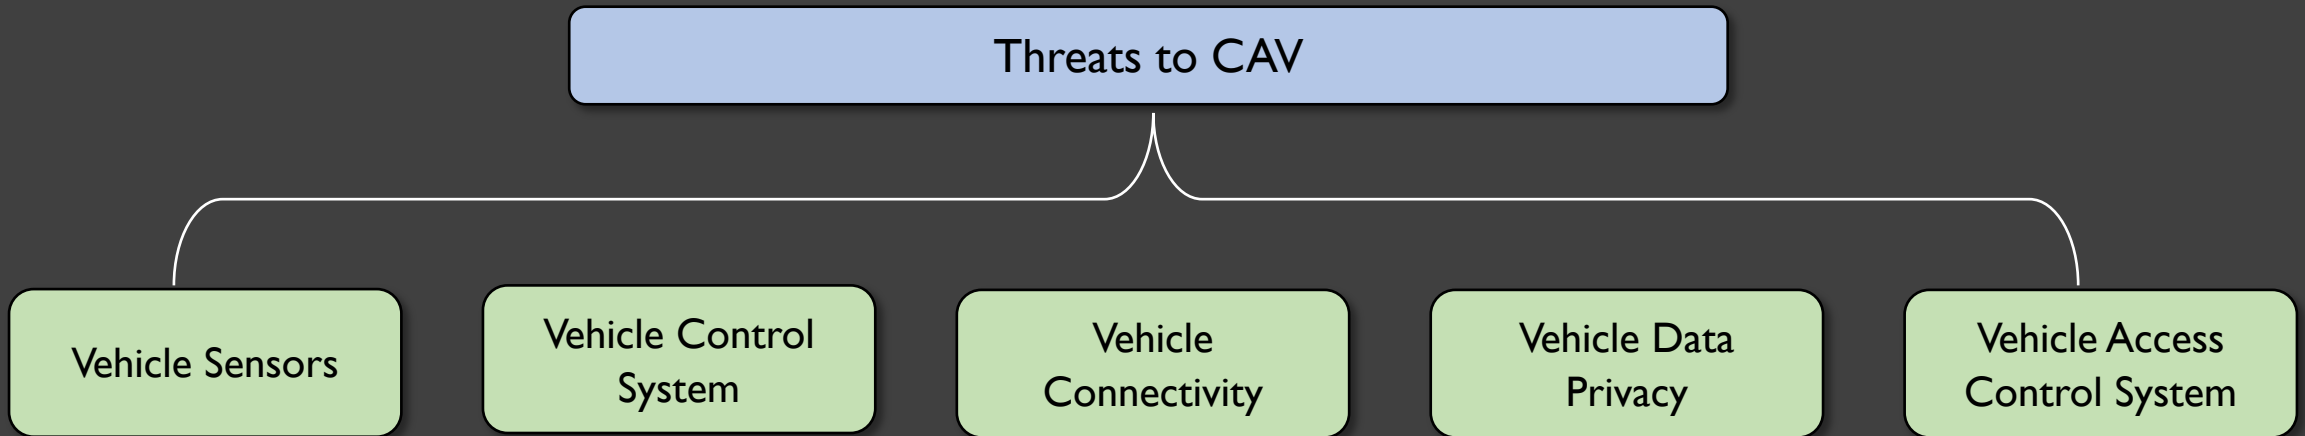 Threats to CAV
Vehicle Sensors
Vehicle Control
System
Vehicle
Connectivity
Vehicle Data
Privacy
Vehicle Access
Control System